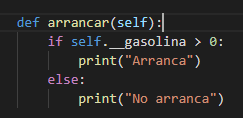 def arrancar(self):
    if self.__gasolina > 0:
        print("Arranca")
    else:
        print("No arranca")